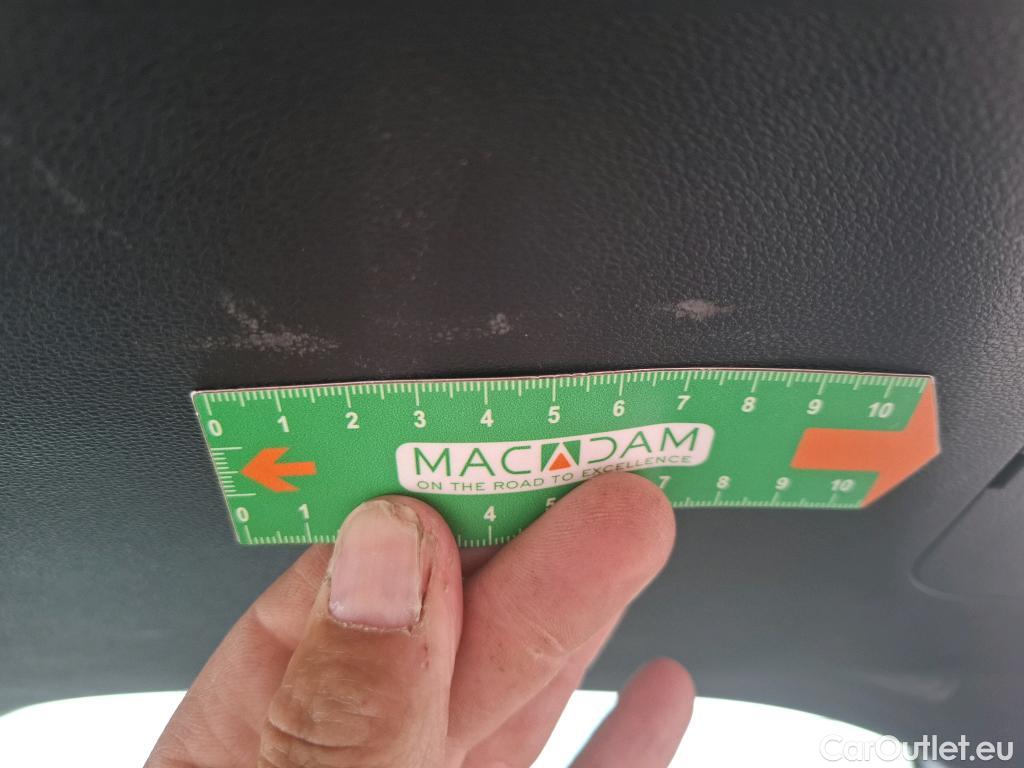 0 1 2 3 4 5 6 7 8 9 10
MACADAM
ON THE ROAD TO EXCELLENCE
0 1 4 5 7 8 9 10
CarOutlet.eu